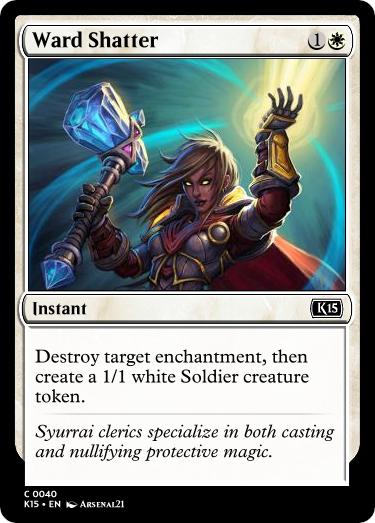 Ward Shatter 1
Instant K15
Destroy target enchantment, then
create a 1/1 white Soldier creature
token.
Syurrai clerics specialize in both casting
and nullifying protective magic.
C 0040
K15 • EN Arsenal21